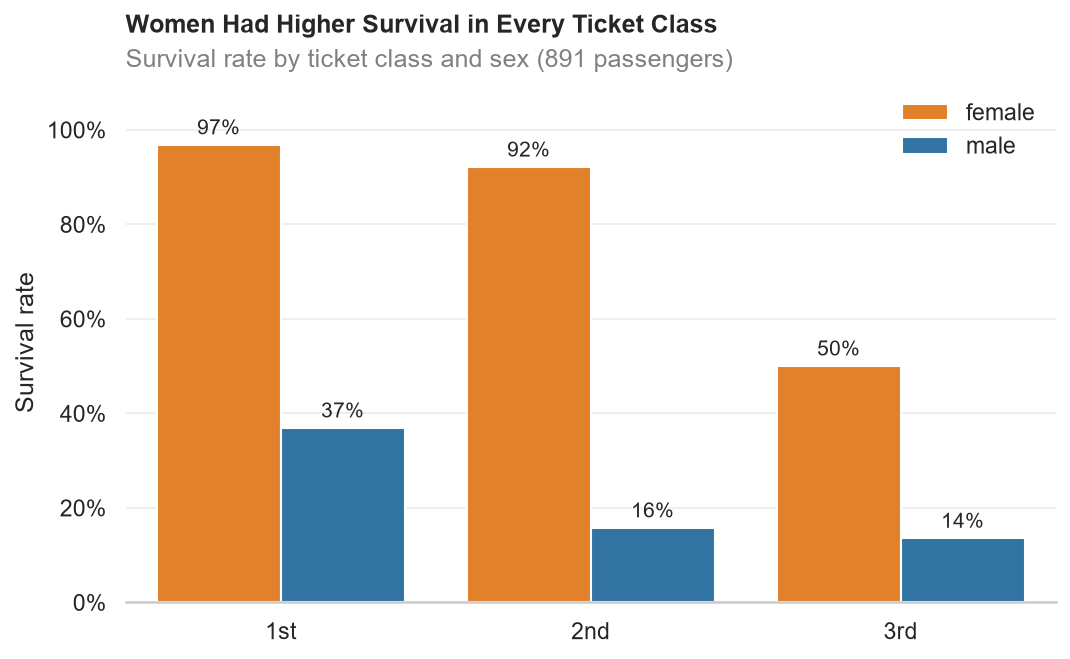 Women Had Higher Survival in Every Ticket Class
Survival rate by ticket class and sex (891 passengers)
female
male
Survival rate
100%
80%
60%
40%
20%
0%
97%
37%
92%
16%
50%
14%
1st
2nd
3rd